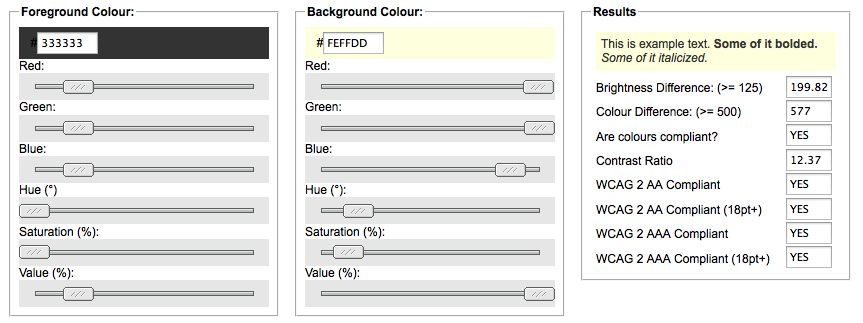 Foreground Colour:
# 333333
Red:
Green:
Blue:
Hue (°)
Saturation (%):
Value (%):
Background Colour:
# FEFFDD
Red:
Green:
Blue:
Hue (°):
Saturation (%):
Value (%):
Results
This is example text. Some of it bolded.
Some of it italicized.
Brightness Difference: (>= 125) 199.82
Colour Difference: (>= 500) 577
Are colours compliant? YES
Contrast Ratio 12.37
WCAG 2 AA Compliant YES
WCAG 2 AA Compliant (18pt+) YES
WCAG 2 AAA Compliant YES
WCAG 2 AAA Compliant (18pt+) YES